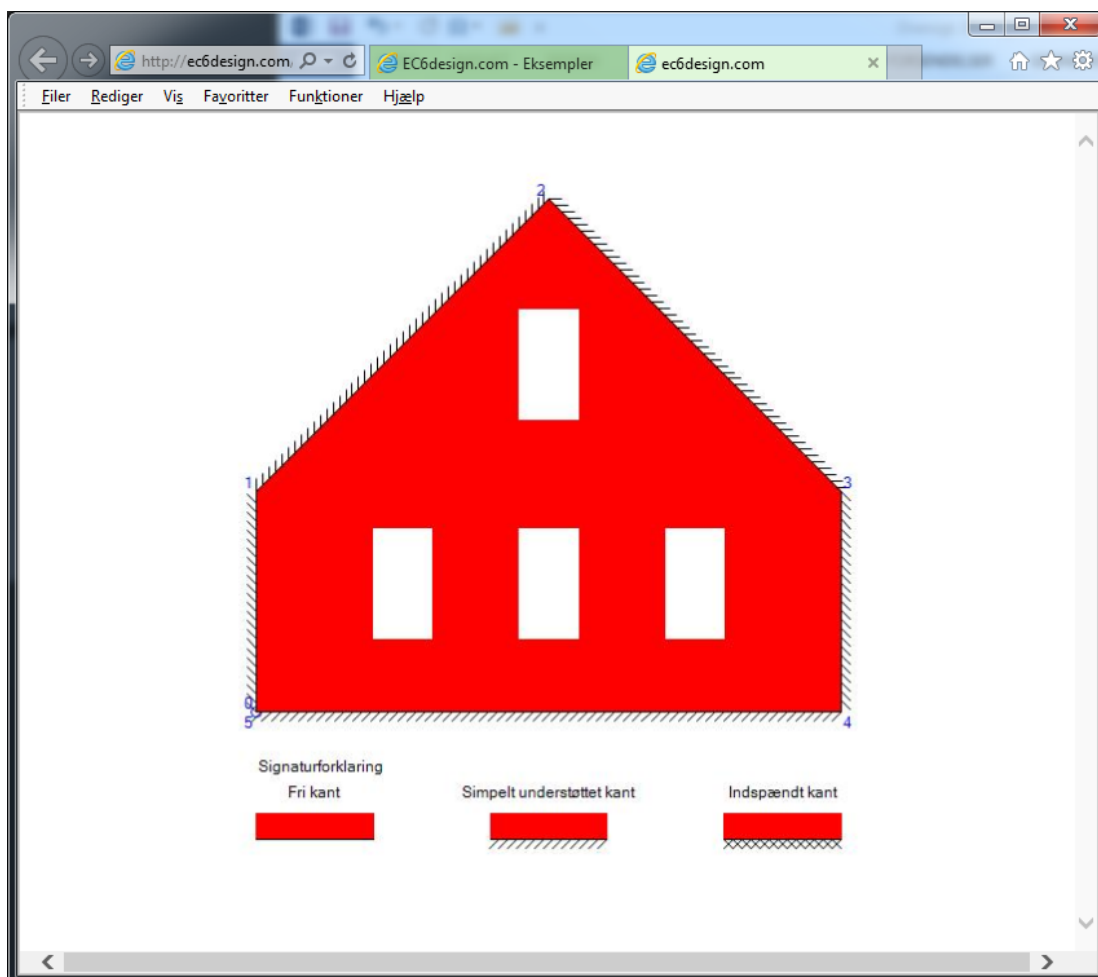 http://ec6design.com
EC6design.com - Eksempler
ec6design.com
Filer Rediger Vis Favoritter Funktioner Hjælp
2
1
3
0
5
4
Signaturforklaring
Fri kant Simpelt understøttet kant Indspændt kant